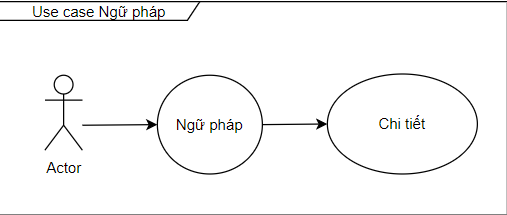 Use case Ngữ pháp
Ngữ pháp
Chi tiết
Actor